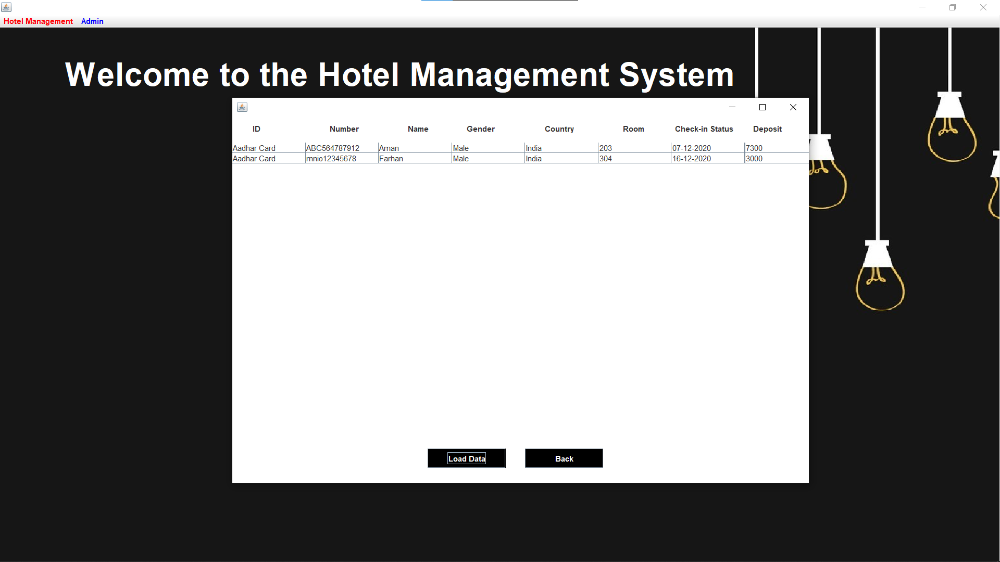 Hotel Management Admin
Welcome to the Hotel Management System
ID Number Name Gender Country Room Check-in Status Deposit
Aadhar Card ABC564787912 Aman Male India 203 07-12-2020 7300
Aadhar Card mnio12345678 Farhan Male India 304 16-12-2020 3000
Load Data Back